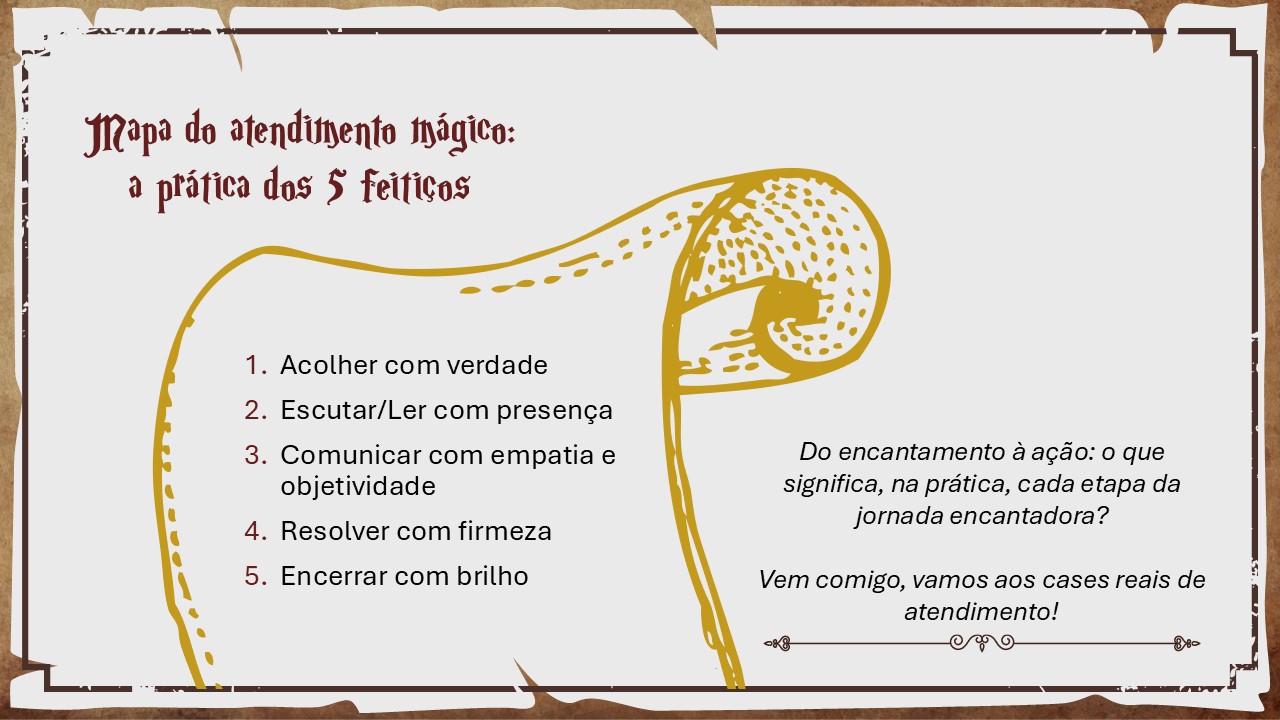 Mapa do atendimento mágico:
a prática dos 5 Feitiços
1. Acolher com verdade
2. Escutar/Ler com presença
3. Comunicar com empatia e
objetividade
4. Resolver com firmeza
5. Encerrar com brilho
Do encantamento à ação: o que
significa, na prática, cada etapa da
jornada encantadora?
Vem comigo, vamos aos cases reais de
atendimento!